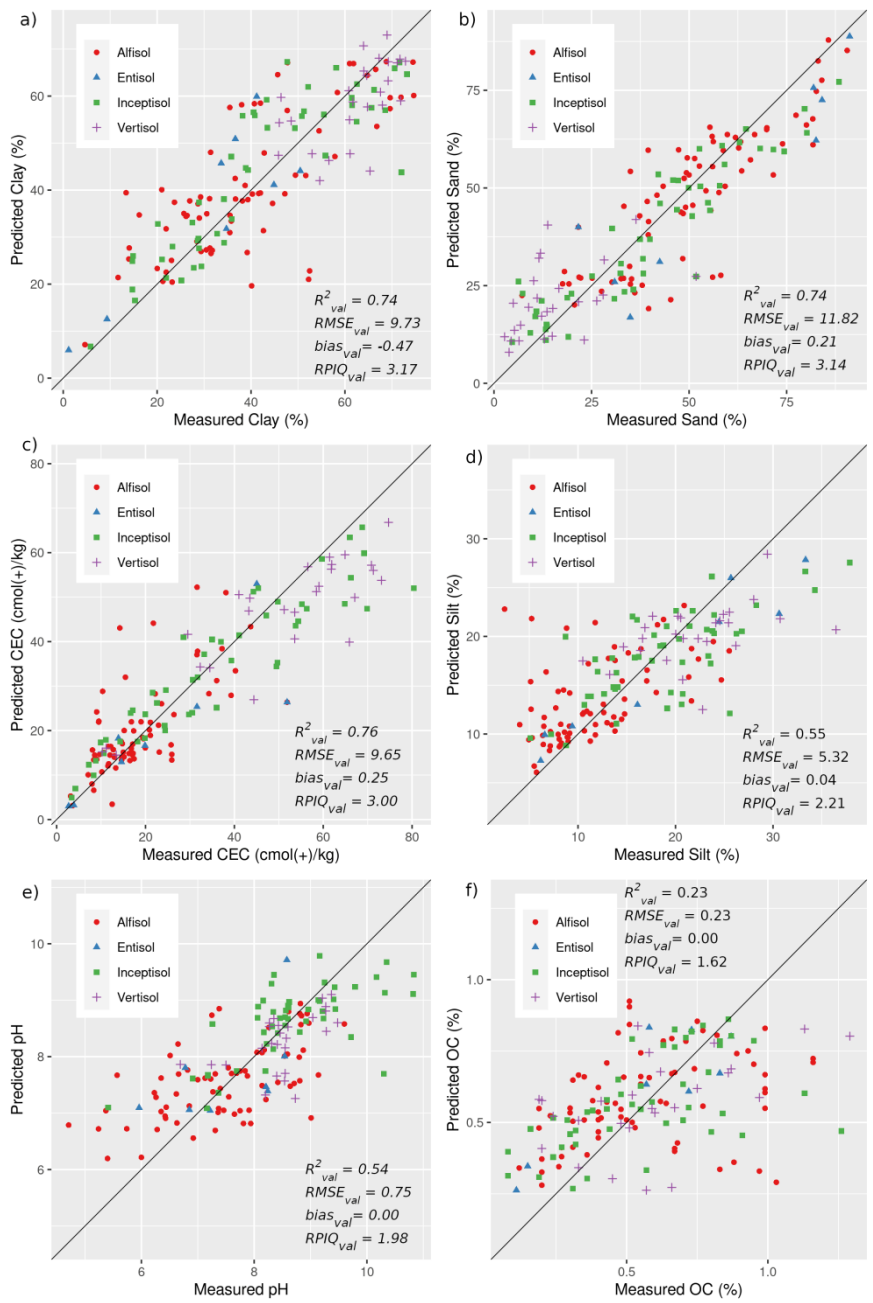 a)
Alfisol
Entisol
Inceptisol
Vertisol
Predicted Clay (%)
60
40
20
0
R²val = 0.74
RMSEval = 9.73
biasval= -0.47
RPIQval = 3.17
0 20 40 60
Measured Clay (%)
b)
Alfisol
Entisol
Inceptisol
Vertisol
Predicted Sand (%)
75
50
25
0
R²val = 0.74
RMSEval = 11.82
biasval = 0.21
RPIQval = 3.14
0 25 50 75
Measured Sand (%)
c)
Alfisol
Entisol
Inceptisol
Vertisol
Predicted CEC (cmol(+)/kg)
80
60
40
20
0
R²val = 0.76
RMSEval = 9.65
biasval = 0.25
RPIQval = 3.00
0 20 40 60 80
Measured CEC (cmol(+)/kg)
d)
Alfisol
Entisol
Inceptisol
Vertisol
Predicted Silt (%)
40
30
20
10
R²val = 0.55
RMSEval = 5.32
biasval = 0.04
RPIQval = 2.21
10 20 30
Measured Silt (%)
e)
Alfisol
Entisol
Inceptisol
Vertisol
Predicted pH
10
9
8
7
6
R²val = 0.54
RMSEval = 0.75
biasval= 0.00
RPIQval = 1.98
6 8 10
Measured pH
f)
R²val = 0.23
RMSEval = 0.23
biasval= 0.00
RPIQval = 1.62
Alfisol
Entisol
Inceptisol
Vertisol
Predicted OC (%)
1.0
0.5
0.0
0.5 1.0
Measured OC (%)